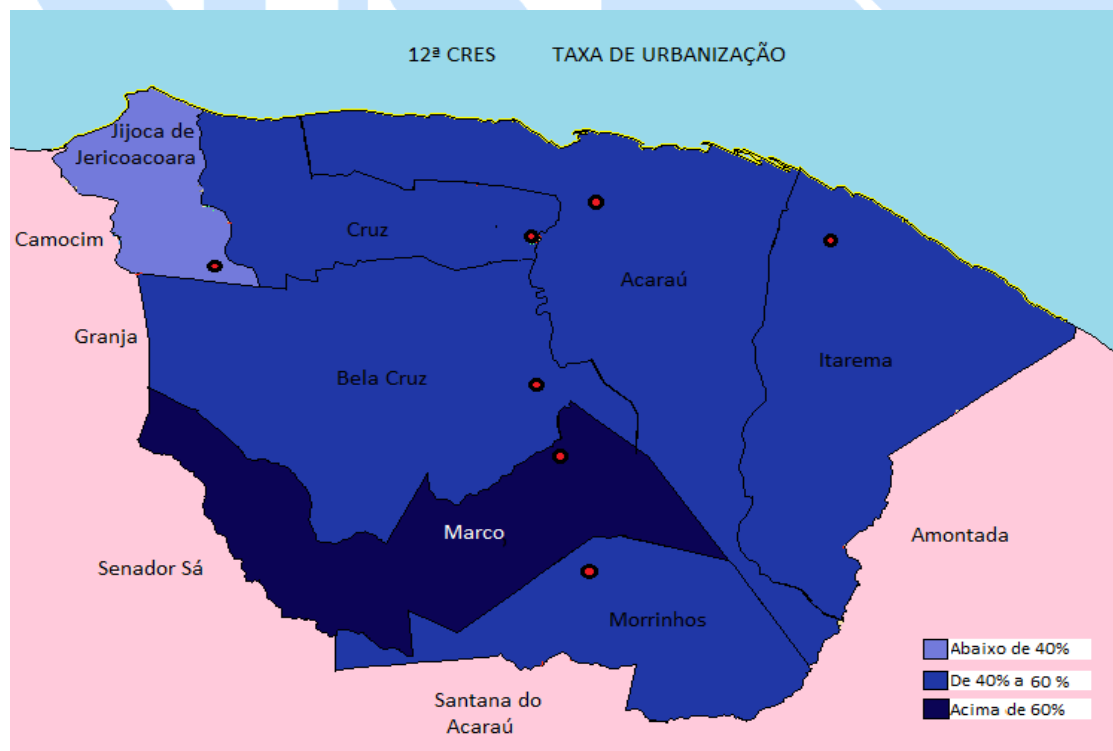 12ª CRES TAXA DE URBANIZAÇÃO
Jijoca de
Jericoacoara
Camocim
Cruz
Acaraú
Granja
Itarema
Bela Cruz
Marco
Amontada
Senador Sá
Morrinhos
Santana do
Acaraú
Abaixo de 40%
De 40% a 60 %
Acima de 60%